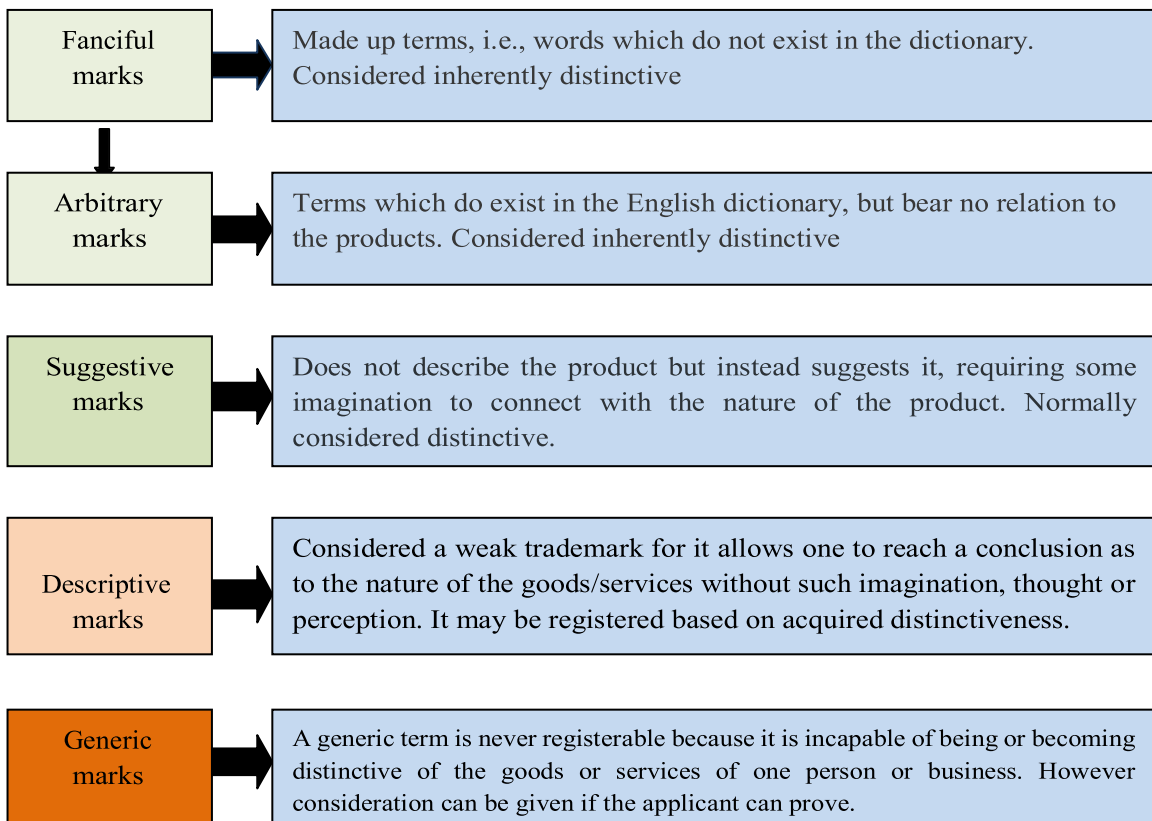 Fanciful
marks
Made up terms, i.e., words which do not exist in the dictionary.
Considered inherently distinctive
Arbitrary
marks
Terms which do exist in the English dictionary, but bear no relation to
the products. Considered inherently distinctive
Suggestive
marks
Does not describe the product but instead suggests it, requiring some
imagination to connect with the nature of the product. Normally
considered distinctive.
Descriptive
marks
Considered a weak trademark for it allows one to reach a conclusion as
to the nature of the goods/services without such imagination, thought or
perception. It may be registered based on acquired distinctiveness.
Generic
marks
A generic term is never registerable because it is incapable of being or becoming
distinctive of the goods or services of one person or business. However
consideration can be given if the applicant can prove.